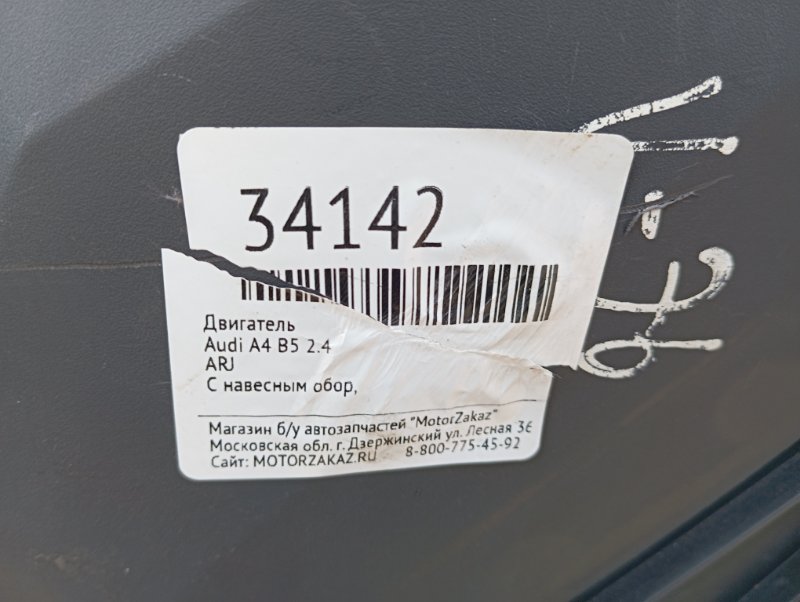 34142
Двигатель
Audi A4 B5 2.4
ARJ
С навесным обор,
Магазин б/у автозапчастей "MotorZakaz"
Московская обл. г. Дзержинский ул. Лесная 36
Сайт: MOTORZAKAZ.RU 8-800-775-45-92